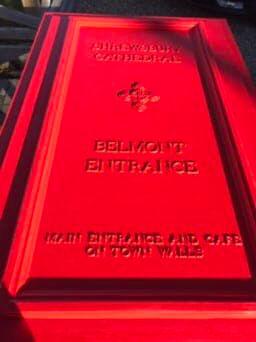 SHREWSBURY
CATHEDRAL
BELMONT
ENTRANCE
MAIN ENTRANCE AND CAFE
ON TOWN WALLS